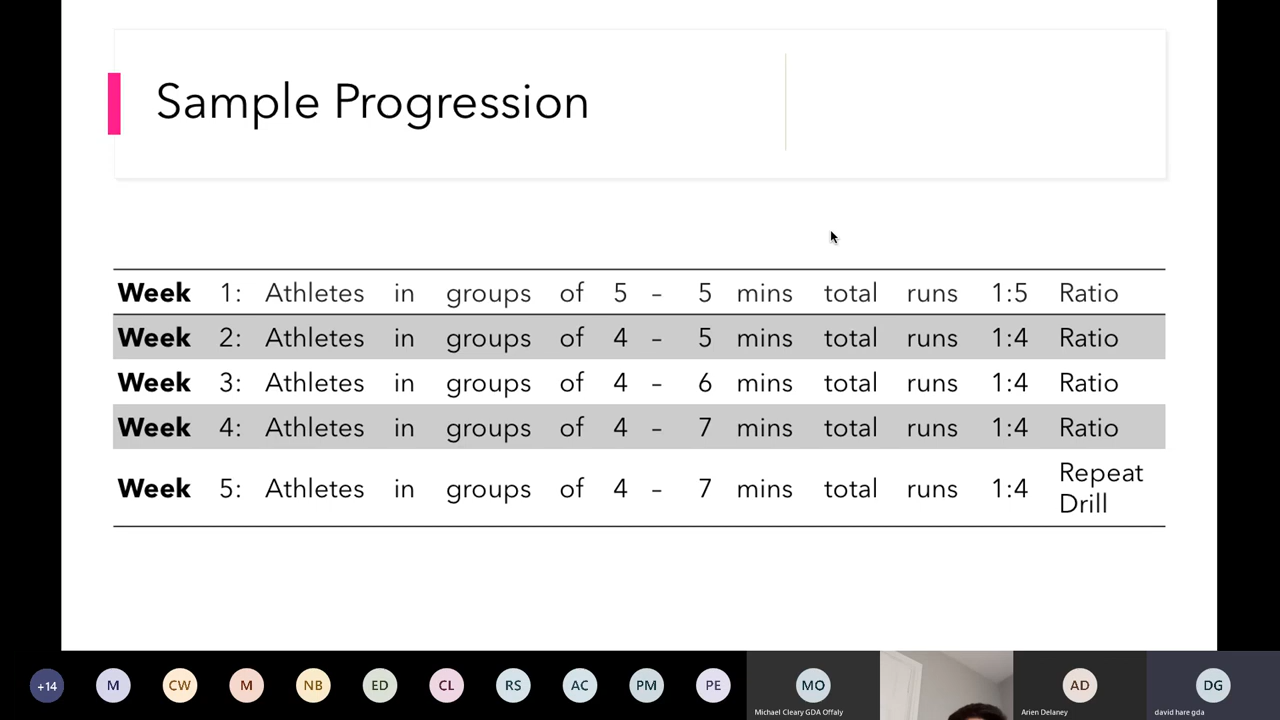 Sample Progression
Week 1: Athletes in groups of 5 – 5 mins total runs 1:5 Ratio
Week 2: Athletes in groups of 4 – 5 mins total runs 1:4 Ratio
Week 3: Athletes in groups of 4 – 6 mins total runs 1:4 Ratio
Week 4: Athletes in groups of 4 – 7 mins total runs 1:4 Ratio
Week 5: Athletes in groups of 4 – 7 mins total runs 1:4 Repeat
Drill
+14 M CW M NB ED CL RS AC PM PE MO AD DG
Michael Cleary GDA Offaly Arien Delaney david hare gda